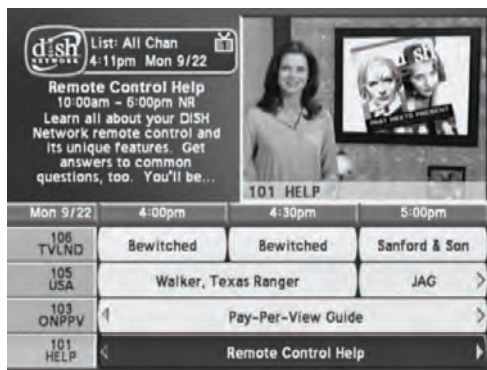 dish
NETWORK
List: All Chan
4:11pm Mon 9/22
Remote Control Help
10:00am - 6:00pm NR
Learn all about your DISH
Network remote control and
its unique features. Get
answers to common
questions, too. You'll be...
dish
PAST MEETS PRESENT
101 HELP
Mon 9/22 4:00pm 4:30pm 5:00pm
106
TVLND
Bewitched Bewitched Sanford & Son
105
USA
Walker, Texas Ranger JAG >
103
ONPPV
< Pay-Per-View Guide >
101
HELP
< Remote Control Help >